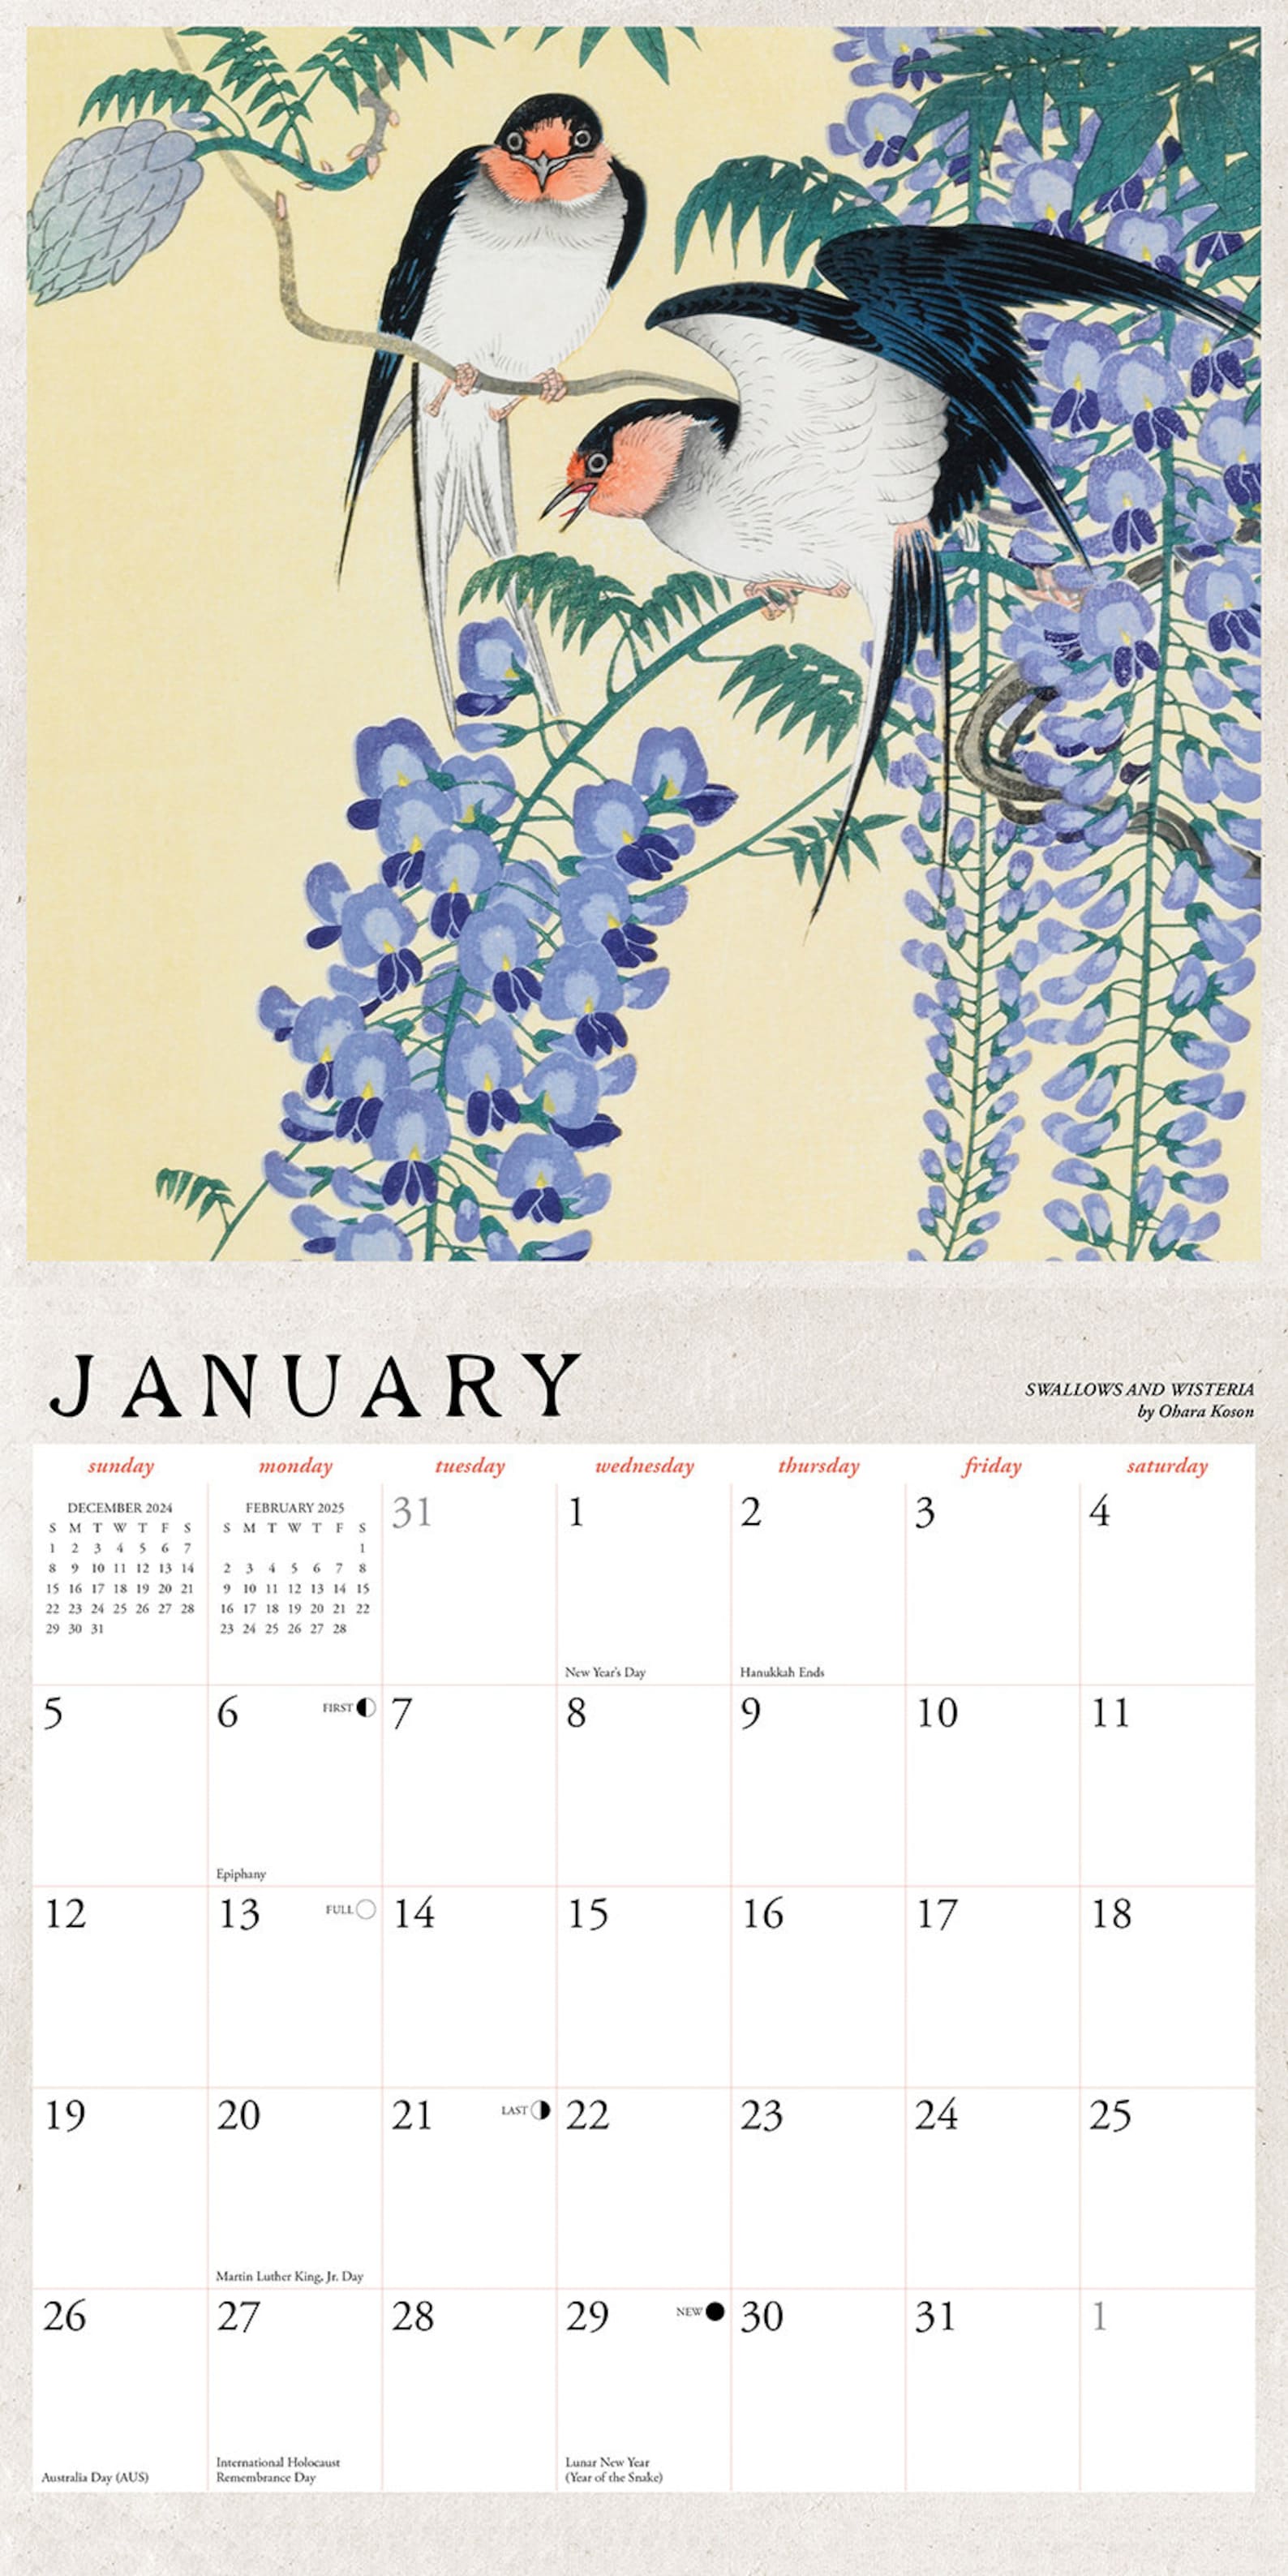 JANUARY
SWALLOWS AND WISTERIA
by Ohara Koson
sunday monday tuesday wednesday thursday friday saturday
DECEMBER 2024
S M T W T F S
1 2 3 4 5 6 7
8 9 10 11 12 13 14
15 16 17 18 19 20 21
22 23 24 25 26 27 28
29 30 31
FEBRUARY 2025
S M T W T F S
1
2 3 4 5 6 7 8
9 10 11 12 13 14 15
16 17 18 19 20 21 22
23 24 25 26 27 28
31 1 2 3 4
New Year's Day Hanukkah Ends
5 6 FIRST 7 8 9 10 11
Epiphany
12 13 FULL 14 15 16 17 18
19 20 21 LAST 22 23 24 25
Martin Luther King, Jr. Day
26 27 28 29 NEW 30 31 1
Australia Day (AUS)
International Holocaust
Remembrance Day
Lunar New Year
(Year of the Snake)